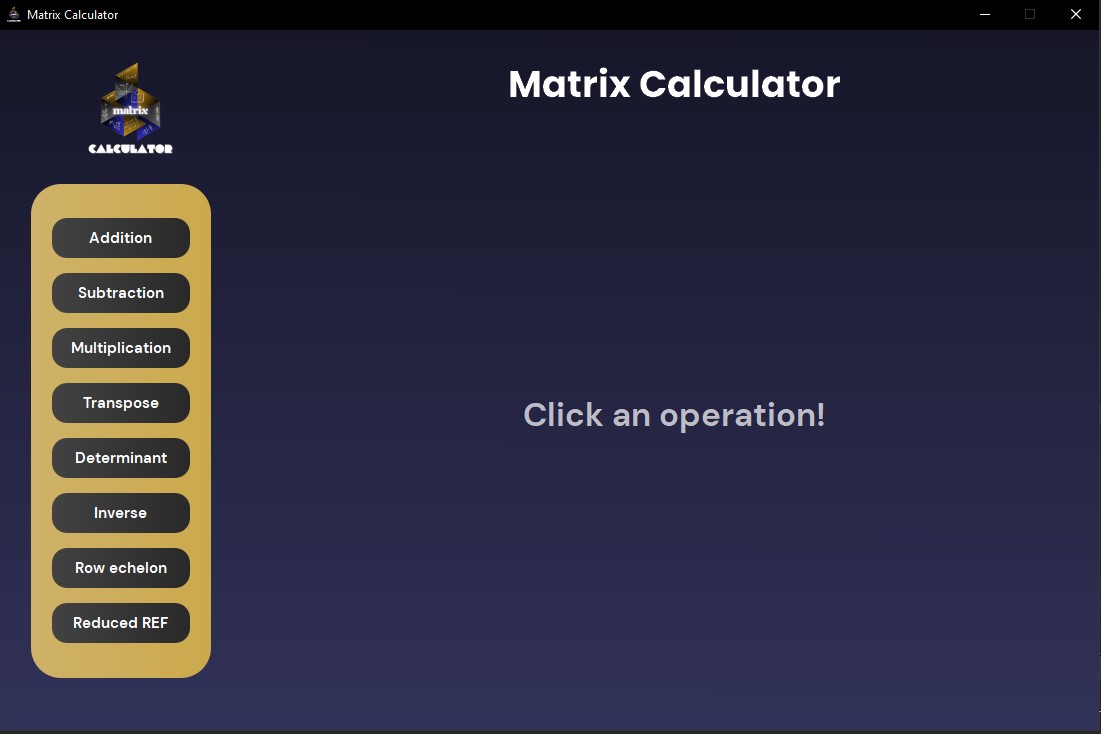 Matrix Calculator
matrix
CALCULATOR
Matrix Calculator
Addition
Subtraction
Multiplication
Transpose
Determinant
Inverse
Row echelon
Reduced REF
Click an operation!